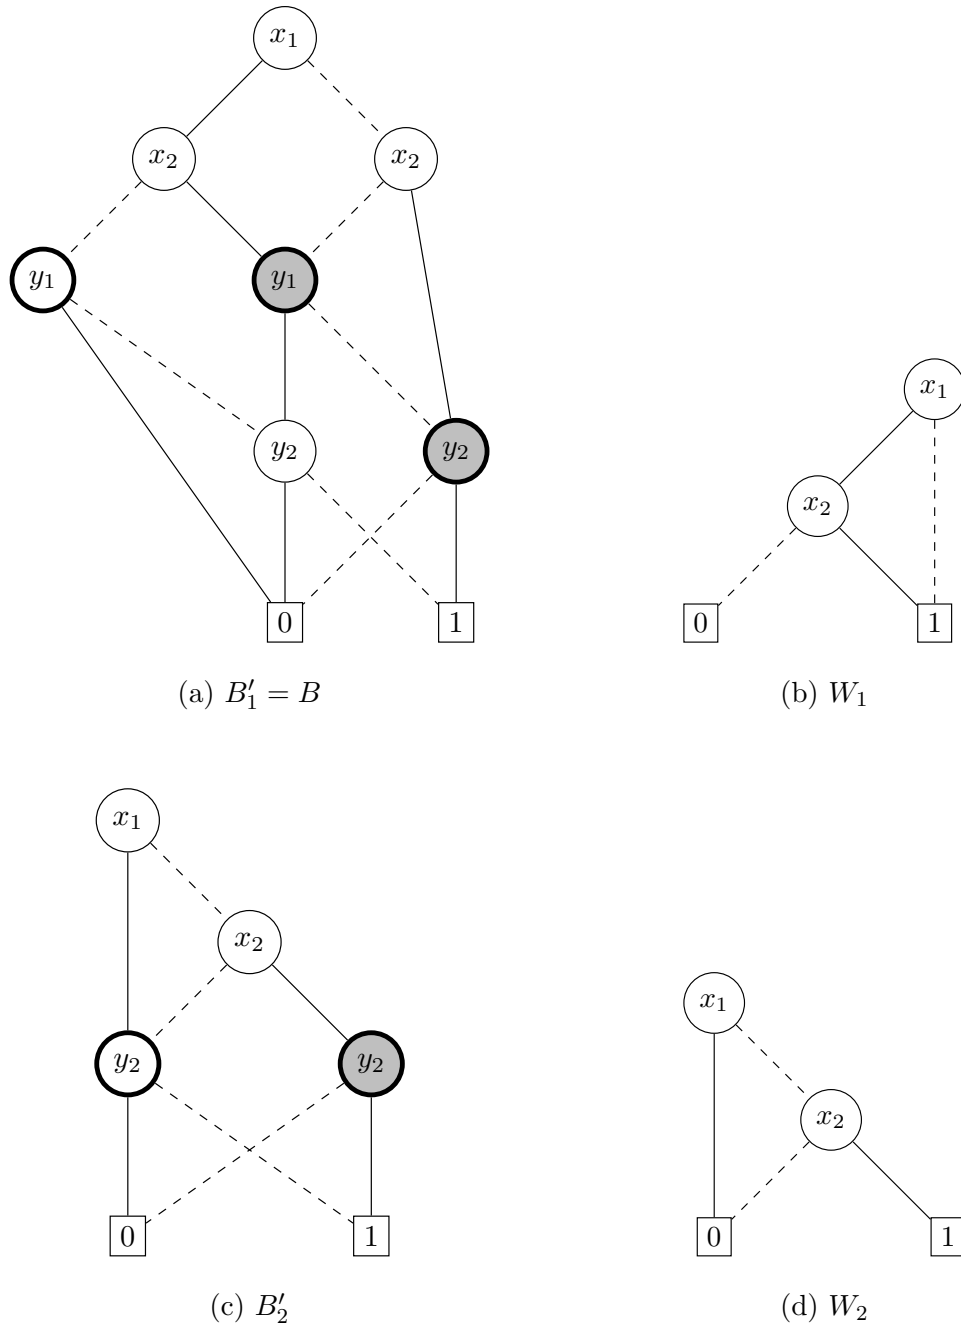 x₁
x₂ x₂
y₁ y₁
y₂ y₂
0 1
(a) B′₁ = B
x₁
x₂
0 1
(b) W₁
x₁
x₂
y₂ y₂
0 1
(c) B′₂
x₁
x₂
0 1
(d) W₂